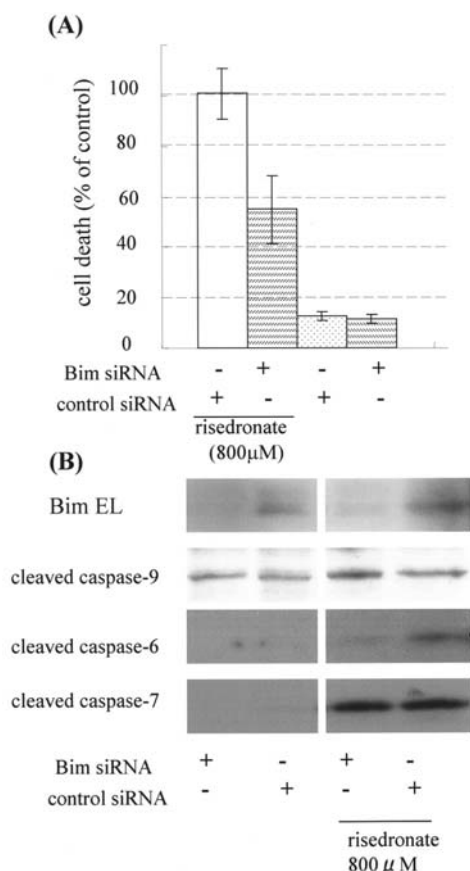 (A)
cell death (% of control)
100
80
60
40
20
0
Bim siRNA - + - +
control siRNA + - + -
risedronate
(800μM)
(B)
Bim EL
cleaved caspase-9
cleaved caspase-6
cleaved caspase-7
Bim siRNA + - + -
control siRNA - + - +
risedronate
800 μ M